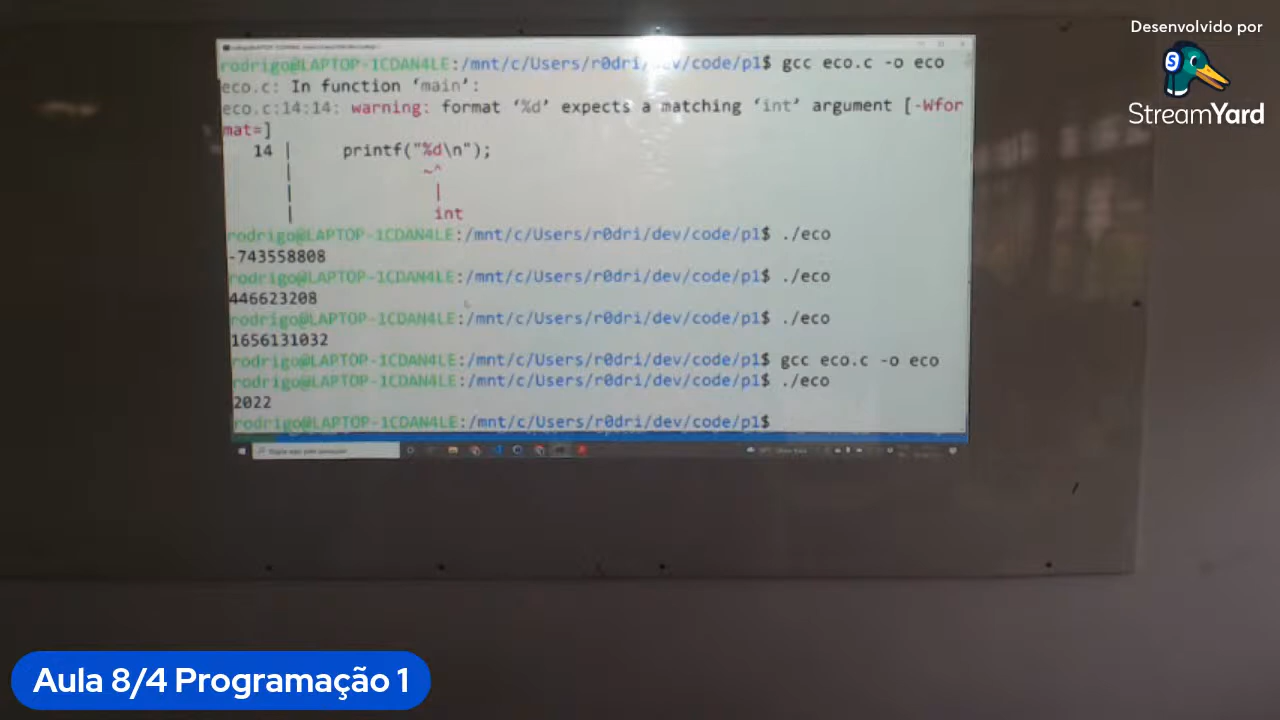 Desenvolvido por
StreamYard
rodrigo@LAPTOP-1CDAN4LE:/mnt/c/Users/r0dri/dev/code/p1$ gcc eco.c -o eco
eco.c: In function ‘main’:
eco.c:14:14: warning: format ‘%d’ expects a matching ‘int’ argument [-Wfor
mat=]
14 | printf("%d\n");
| ~^
| |
| int
rodrigo@LAPTOP-1CDAN4LE:/mnt/c/Users/r0dri/dev/code/p1$ ./eco
-743558808
rodrigo@LAPTOP-1CDAN4LE:/mnt/c/Users/r0dri/dev/code/p1$ ./eco
446623208
rodrigo@LAPTOP-1CDAN4LE:/mnt/c/Users/r0dri/dev/code/p1$ ./eco
1656131032
rodrigo@LAPTOP-1CDAN4LE:/mnt/c/Users/r0dri/dev/code/p1$ gcc eco.c -o eco
rodrigo@LAPTOP-1CDAN4LE:/mnt/c/Users/r0dri/dev/code/p1$ ./eco
2022
rodrigo@LAPTOP-1CDAN4LE:/mnt/c/Users/r0dri/dev/code/p1$
Aula 8/4 Programação 1